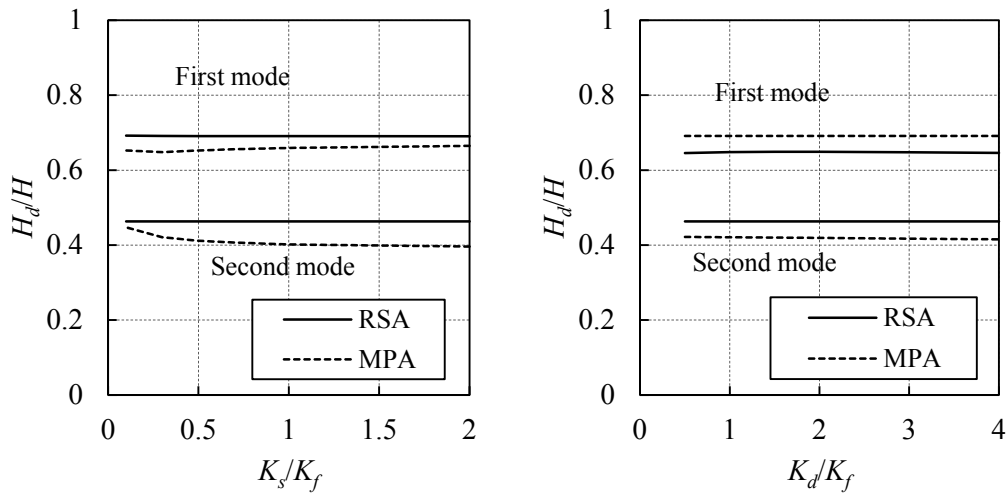 1
0.8
0.6
0.4
0.2
0
H_d/H
First mode
Second mode
RSA
MPA
0 0.5 1 1.5 2
K_s/K_f
1
0.8
0.6
0.4
0.2
0
H_d/H
First mode
Second mode
RSA
MPA
0 1 2 3 4
K_d/K_f